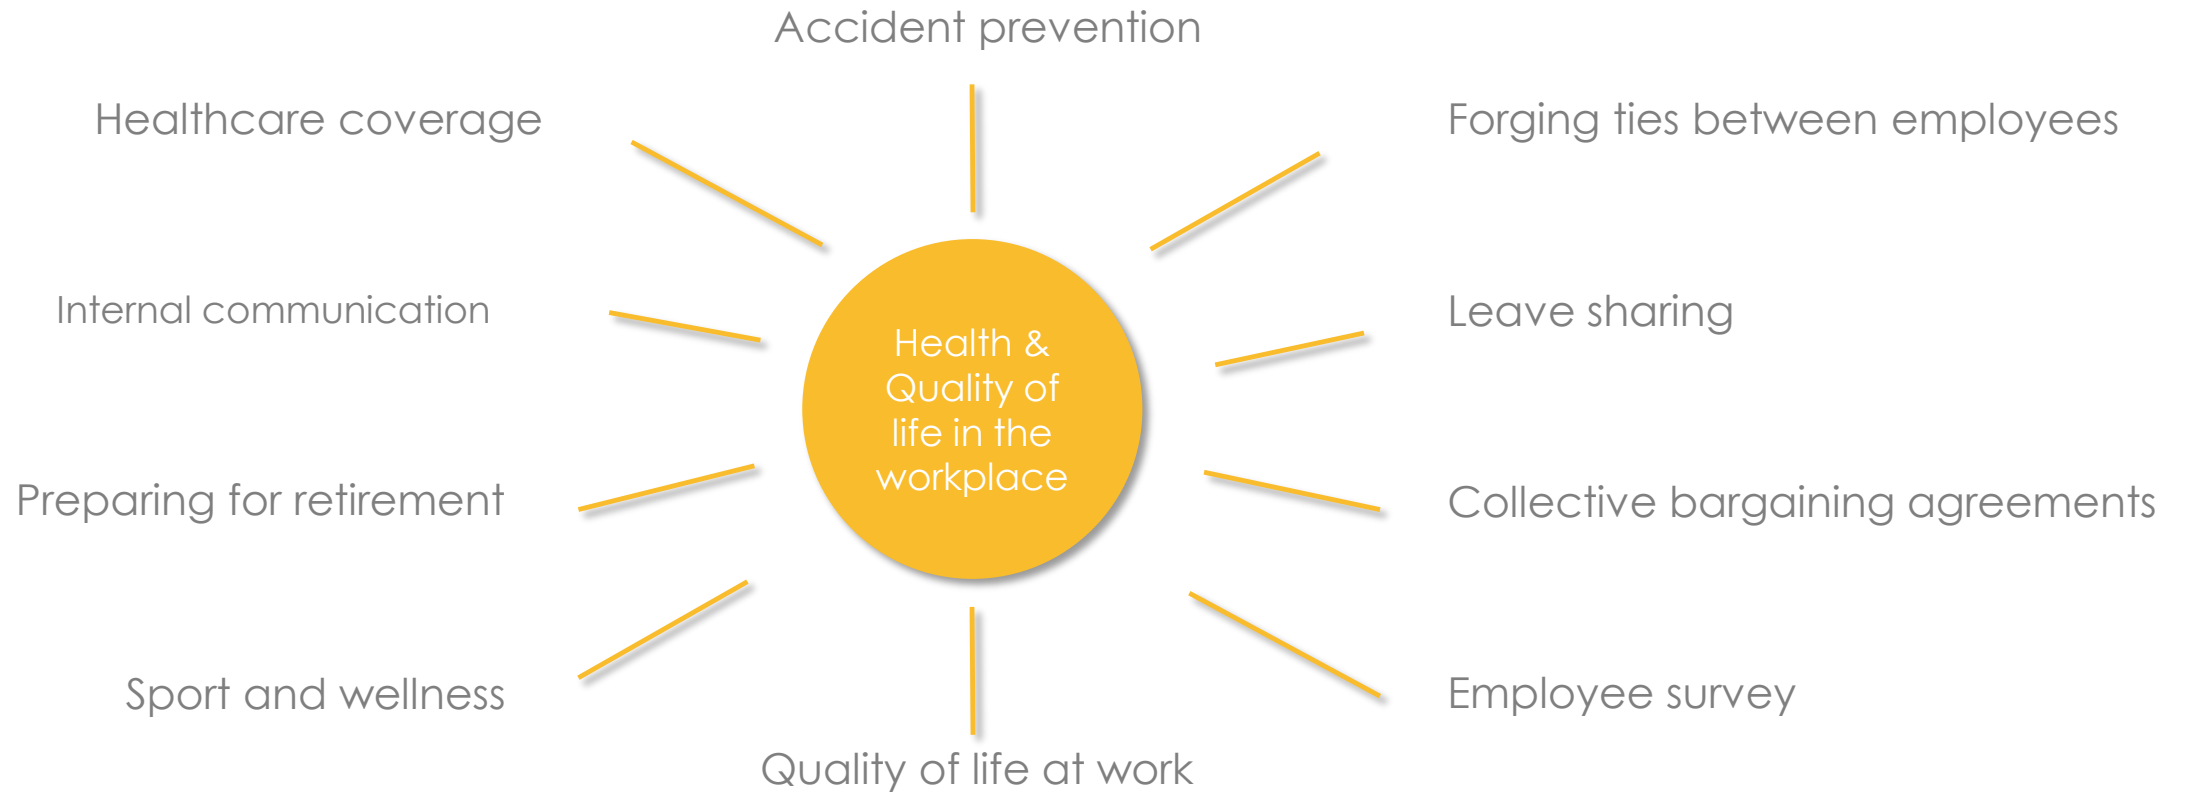 Accident prevention
Healthcare coverage
Forging ties between employees
Internal communication
Leave sharing
Health &
Quality of
life in the
workplace
Preparing for retirement
Collective bargaining agreements
Sport and wellness
Employee survey
Quality of life at work